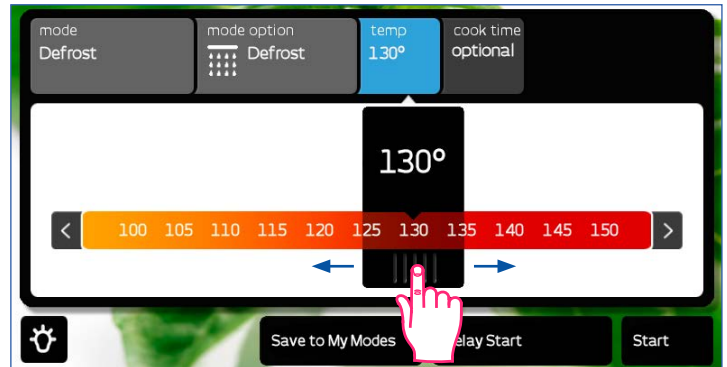 mode
Defrost
mode option
Defrost
temp
130°
cook time
optional
130°
< 100 105 110 115 120 125 130 135 140 145 150 >
Save to My Modes
elay Start
Start